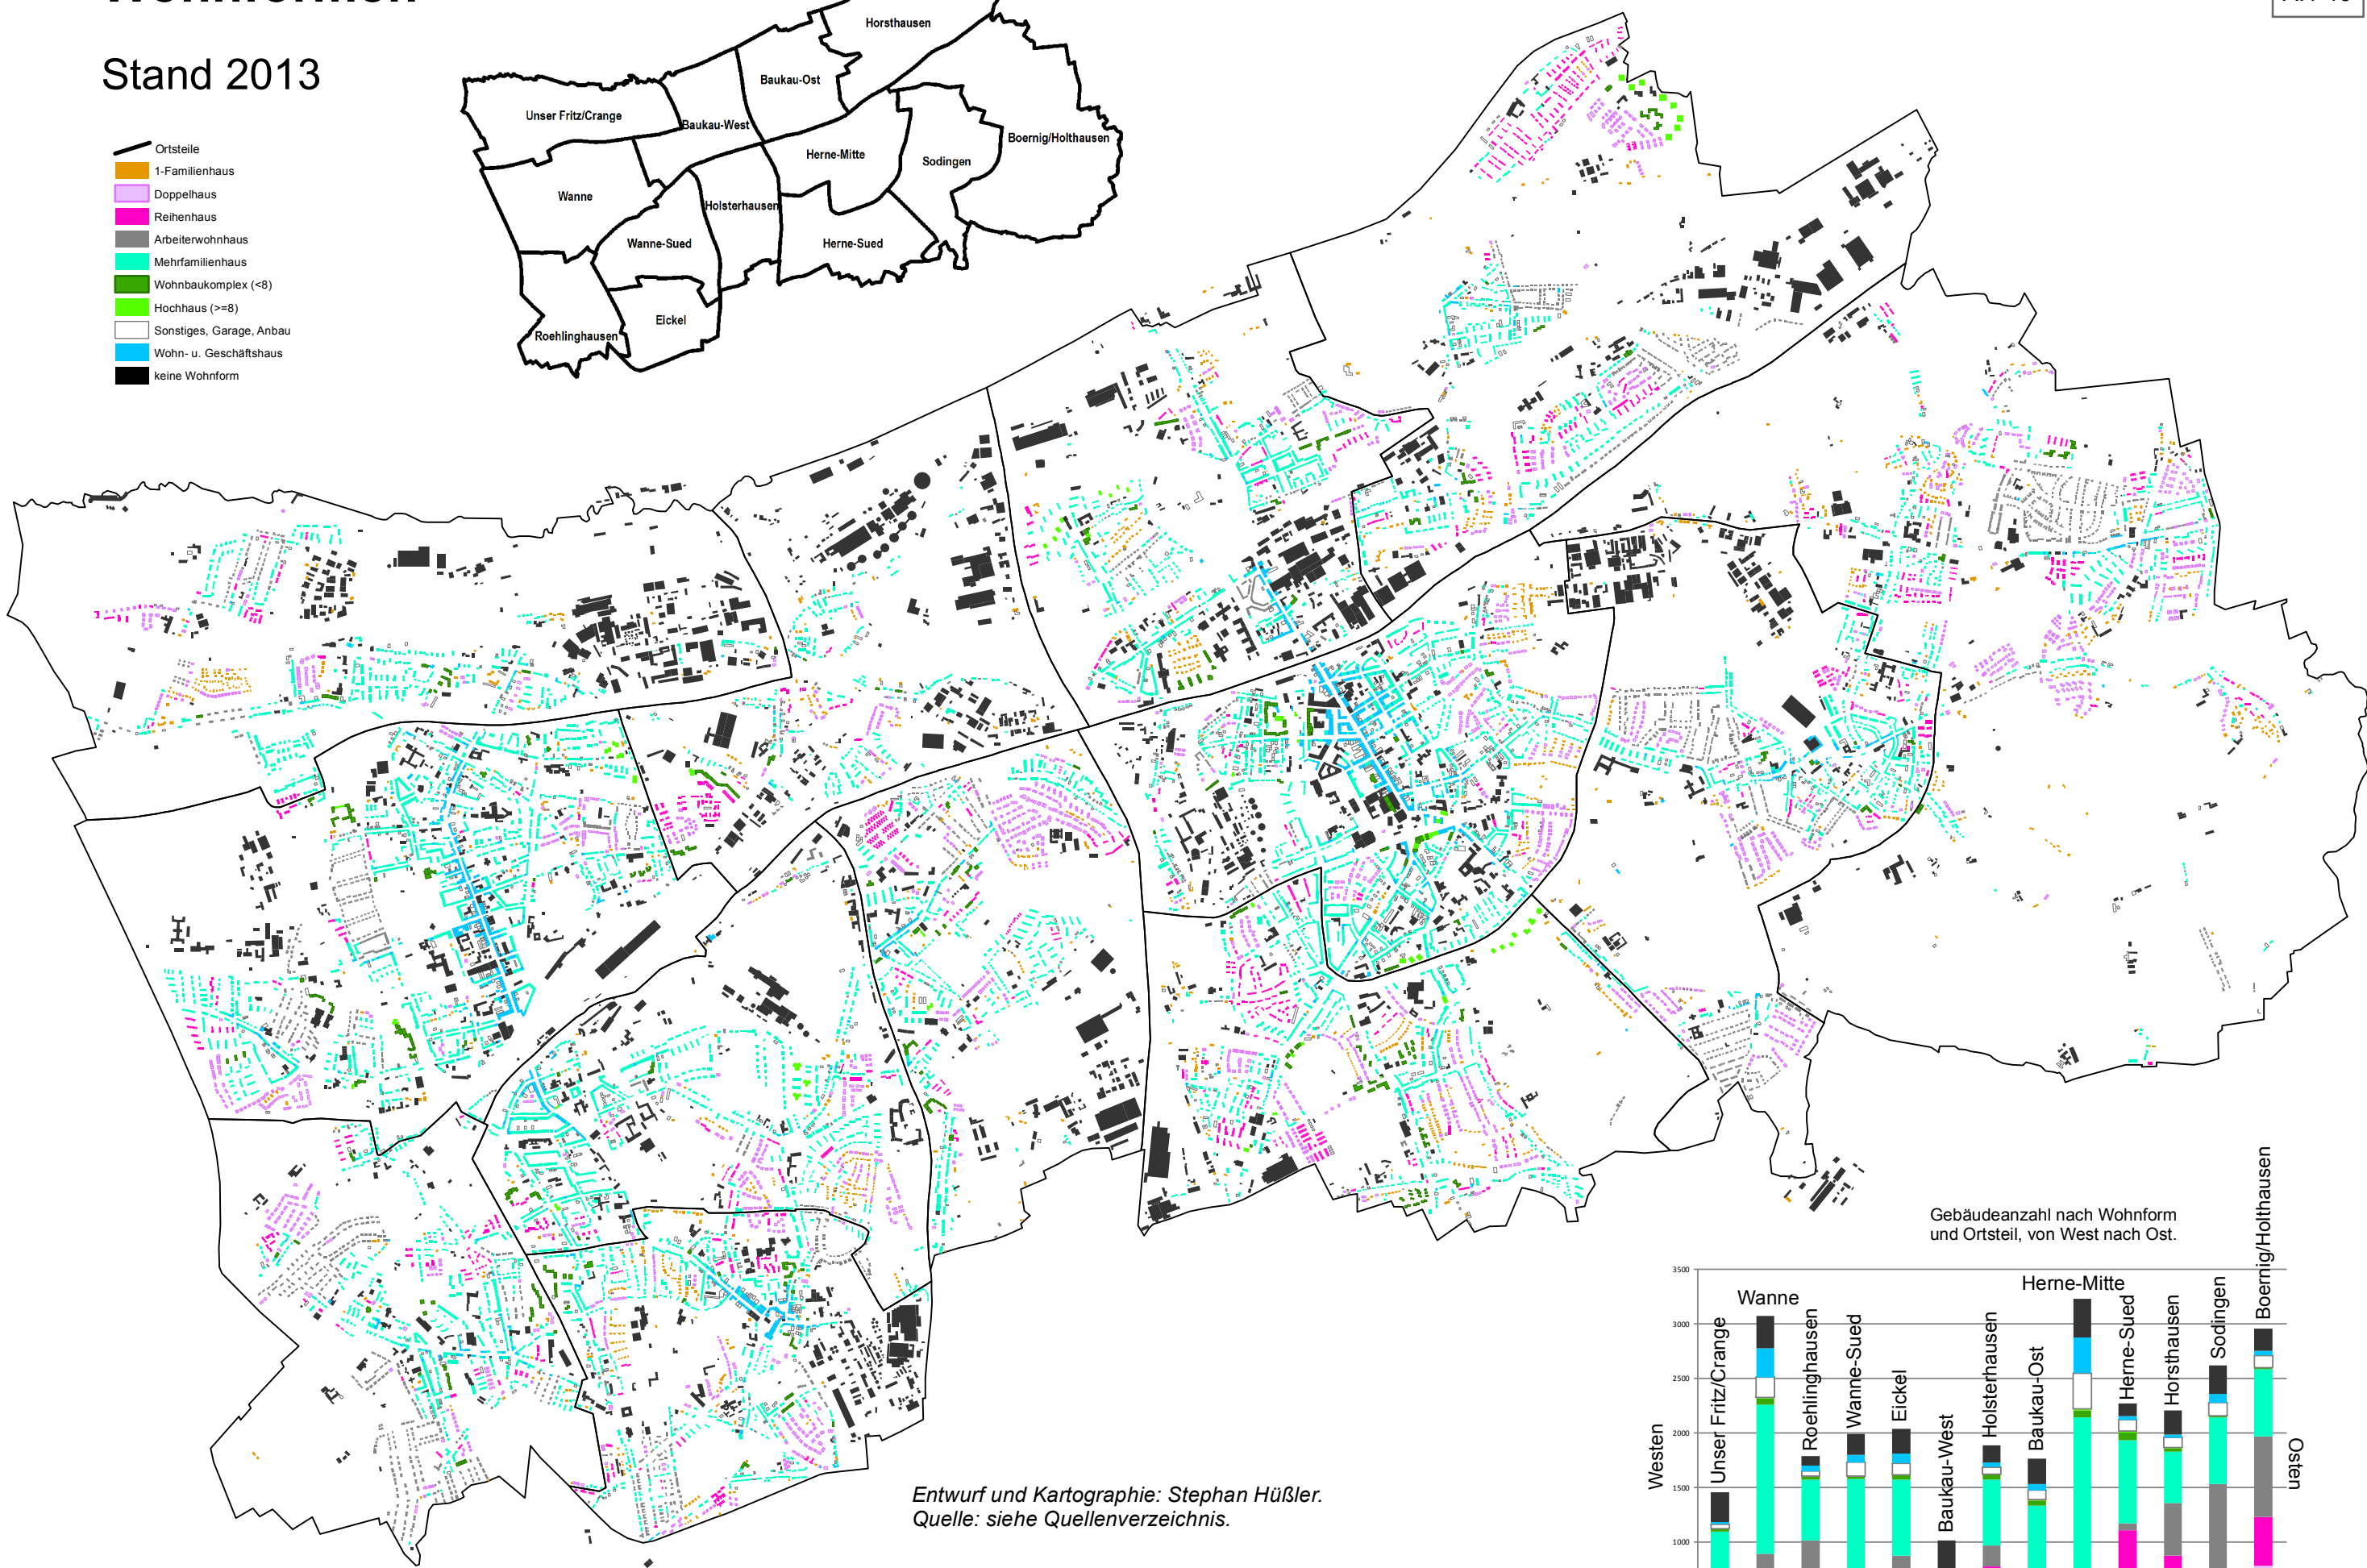 Stand 2013
Ortsteile
1-Familienhaus
Doppelhaus
Reihenhaus
Arbeiterwohnhaus
Mehrfamilienhaus
Wohnbaukomplex (<8)
Hochhaus (>=8)
Sonstiges, Garage, Anbau
Wohn- u. Geschäftshaus
keine Wohnform
Horsthausen
Baukau-Ost
Unser Fritz/Crange
Baukau-West
Boernig/Holthausen
Herne-Mitte
Sodingen
Wanne
Holsterhausen
Wanne-Sued
Herne-Sued
Eickel
Roehlinghausen
Entwurf und Kartographie: Stephan Hüßler.
Quelle: siehe Quellenverzeichnis.
Gebäudeanzahl nach Wohnform
und Ortsteil, von West nach Ost.
3500
3000
2500
2000
1500
1000
Westen
Unser Fritz/Crange
Wanne
Roehlinghausen
Wanne-Sued
Eickel
Baukau-West
Holsterhausen
Baukau-Ost
Herne-Mitte
Herne-Sued
Horsthausen
Sodingen
Boernig/Holthausen
Osten